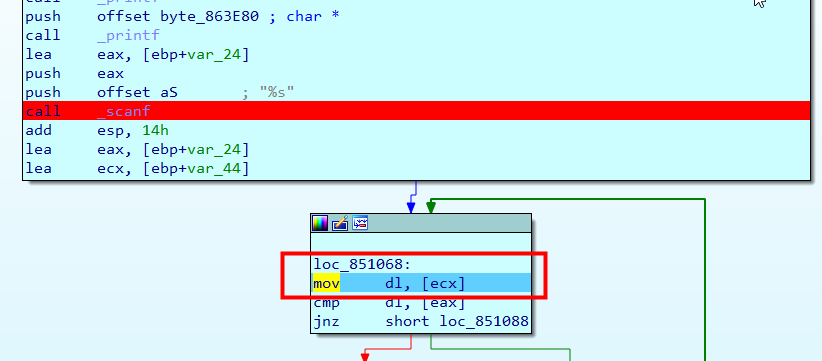 call _printf
push offset byte_863E80 ; char *
call _printf
lea eax, [ebp+var_24]
push eax
push offset aS ; "%s"
call _scanf
add esp, 14h
lea eax, [ebp+var_24]
lea ecx, [ebp+var_44]
loc_851068:
mov dl, [ecx]
cmp dl, [eax]
jnz short loc_851088